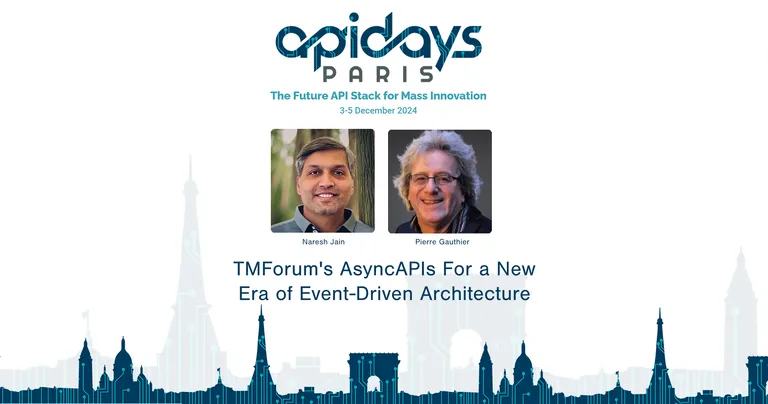 apidays
PARIS
The Future API Stack for Mass Innovation
3-5 December 2024
Naresh Jain
Pierre Gauthier
TMForum's AsyncAPIs For a New
Era of Event-Driven Architecture